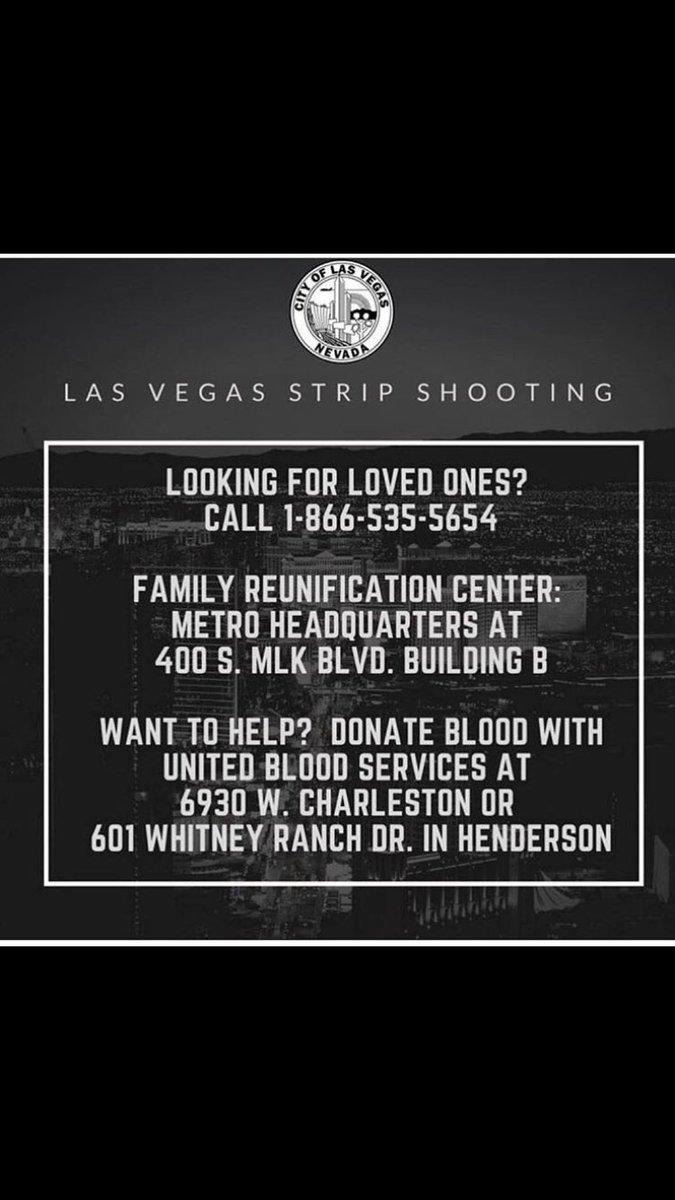 CITY OF LAS VEGAS
NEVADA
LAS VEGAS STRIP SHOOTING
LOOKING FOR LOVED ONES?
CALL 1-866-535-5654
FAMILY REUNIFICATION CENTER:
METRO HEADQUARTERS AT
400 S. MLK BLVD. BUILDING B
WANT TO HELP? DONATE BLOOD WITH
UNITED BLOOD SERVICES AT
6930 W. CHARLESTON OR
601 WHITNEY RANCH DR. IN HENDERSON